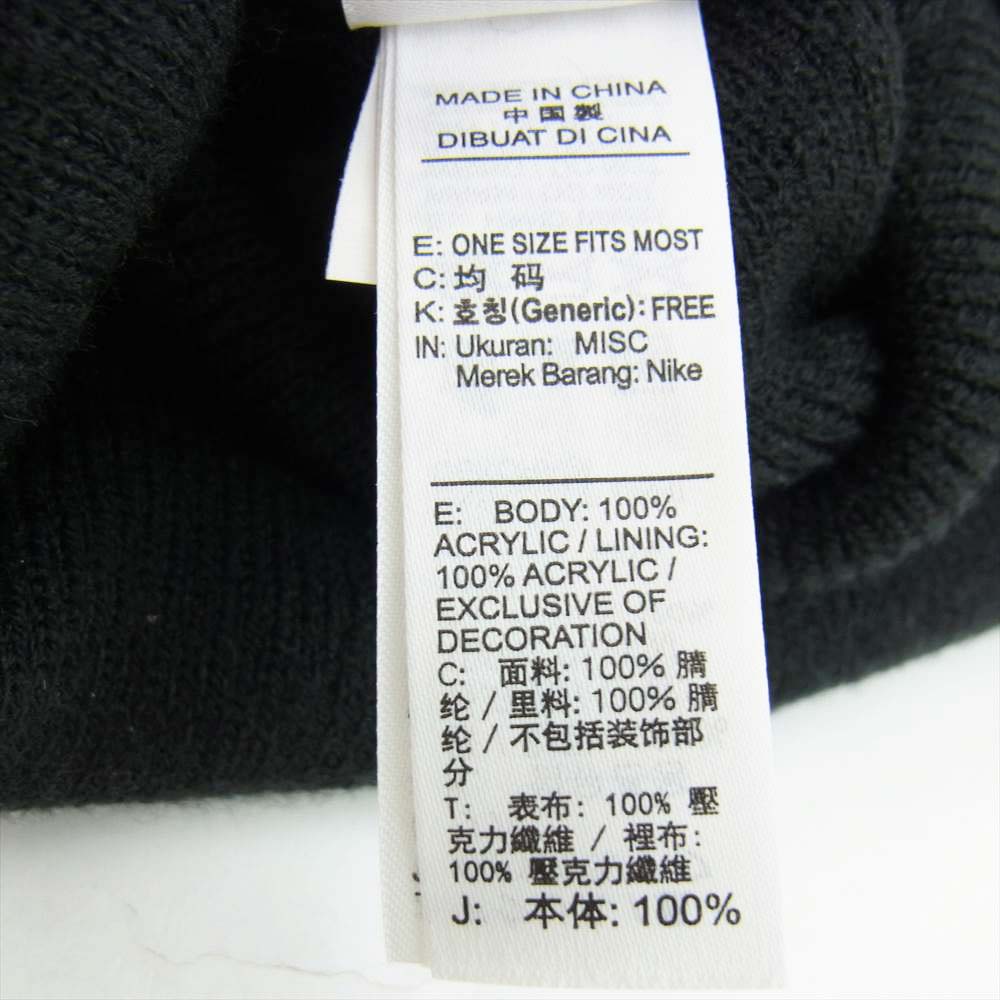 MADE IN CHINA
中国製
DIBUAT DI CINA
E: ONE SIZE FITS MOST
C: 均 码
K: 호칭(Generic): FREE
IN: Ukuran: MISC
Merek Barang: Nike
E: BODY: 100%
ACRYLIC / LINING:
100% ACRYLIC /
EXCLUSIVE OF
DECORATION
C: 面料: 100% 腈
纶 / 里料: 100% 腈
纶 / 不包括装饰部
分
T: 表布: 100% 壓
克力纖維 / 裡布:
100% 壓克力纖維
J: 本体: 100%